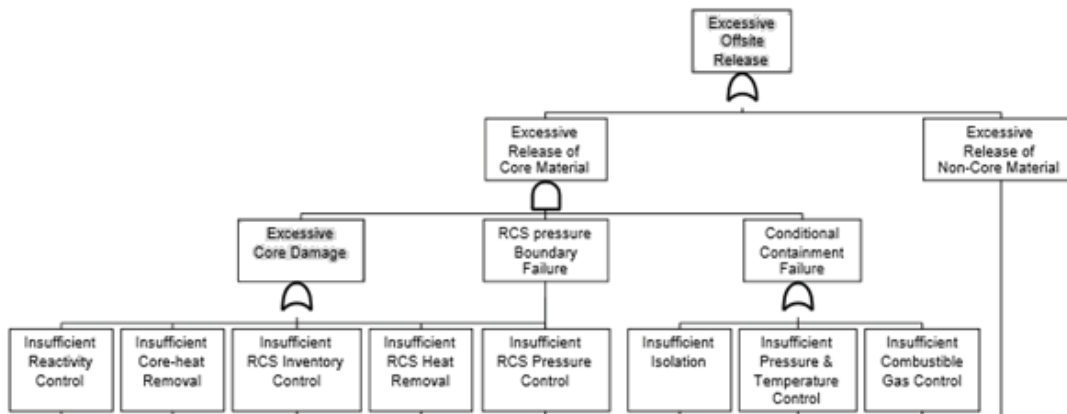 Excessive
Offsite
Release
Excessive
Release of
Core Material
Excessive
Release of
Non-Core Material
Excessive
Core Damage
RCS pressure
Boundary
Failure
Conditional
Containment
Failure
Insufficient
Reactivity
Control
Insufficient
Core-heat
Removal
Insufficient
RCS Inventory
Control
Insufficient
RCS Heat
Removal
Insufficient
RCS Pressure
Control
Insufficient
Isolation
Insufficient
Pressure &
Temperature
Control
Insufficient
Combustible
Gas Control